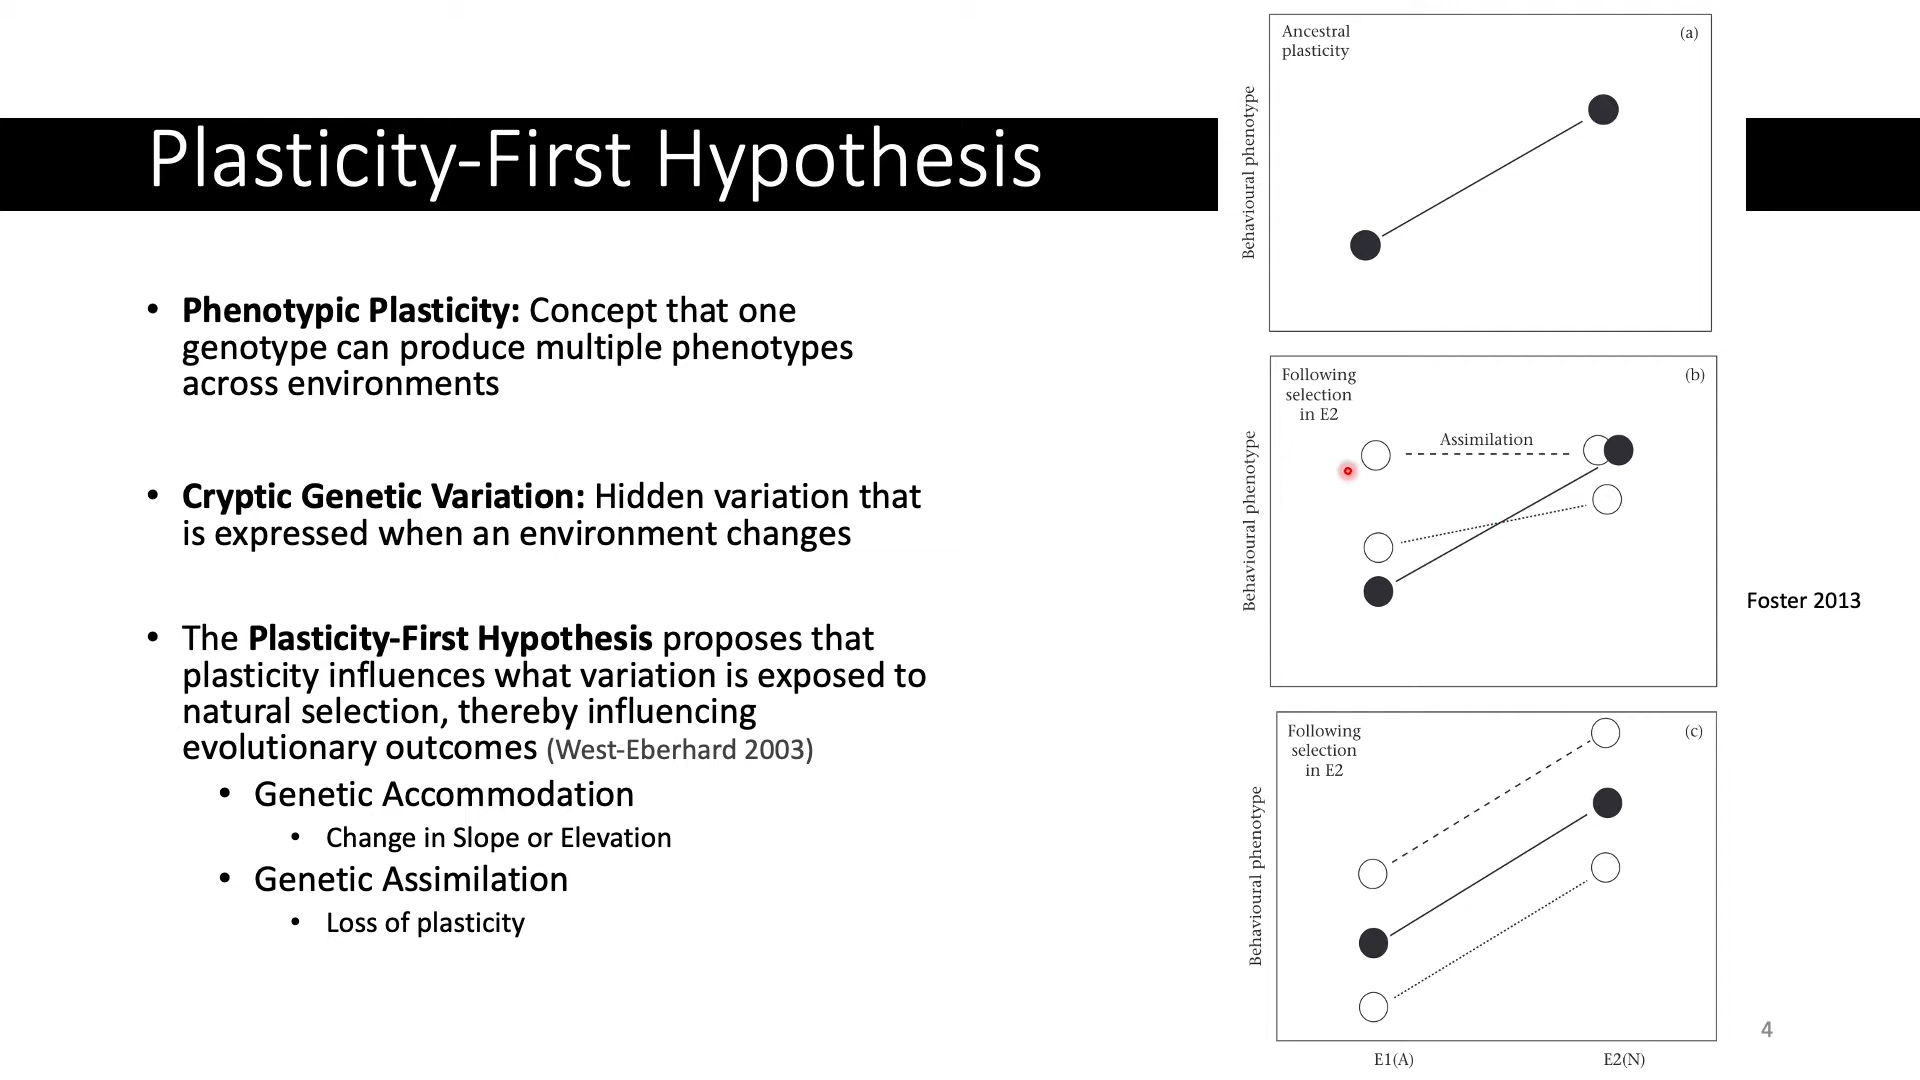 Plasticity-First Hypothesis
• Phenotypic Plasticity: Concept that one
genotype can produce multiple phenotypes
across environments
• Cryptic Genetic Variation: Hidden variation that
is expressed when an environment changes
• The Plasticity-First Hypothesis proposes that
plasticity influences what variation is exposed to
natural selection, thereby influencing
evolutionary outcomes (West-Eberhard 2003)
• Genetic Accommodation
• Change in Slope or Elevation
• Genetic Assimilation
• Loss of plasticity
Ancestral
plasticity
(a)
Behavioural phenotype
Following
selection
in E2
(b)
Assimilation
Behavioural phenotype
Foster 2013
Following
selection
in E2
(c)
Behavioural phenotype
E1(A)
E2(N)
4